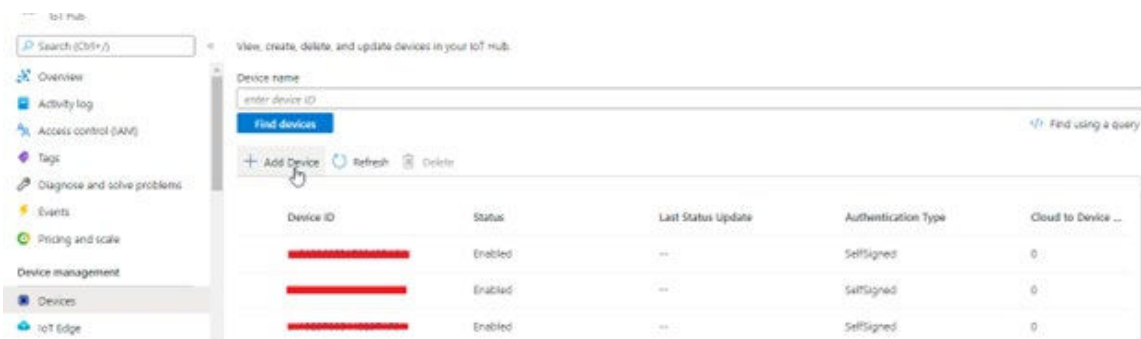 IoT Hub
Search (Ctrl+/)
«
View, create, delete, and update devices in your IoT Hub.
Overview
Device name
Activity log
enter device ID
Access control (IAM)
Find devices
</> Find using a query
Tags
+ Add Device Refresh Delete
Diagnose and solve problems
Events
Device ID Status Last Status Update Authentication Type Cloud to Device ...
Pricing and scale
Enabled -- SelfSigned 0
Device management
Enabled -- SelfSigned 0
Devices
IoT Edge
Enabled -- SelfSigned 0